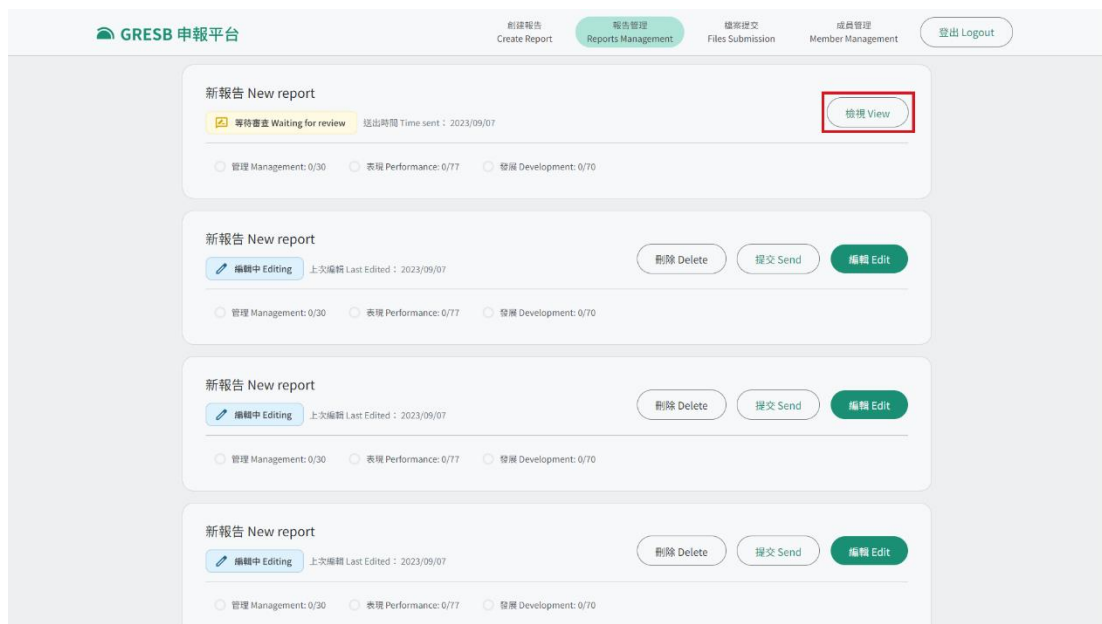 GRESB 申報平台
創建報告 報告管理 檔案提交 成員管理
Create Report Reports Management Files Submission Member Management 登出 Logout
新報告 New report
等待審查 Waiting for review 送出時間 Time sent： 2023/09/07
檢視 View
管理 Management: 0/30 表現 Performance: 0/77 發展 Development: 0/70
新報告 New report
編輯中 Editing 上次編輯 Last Edited： 2023/09/07
刪除 Delete 提交 Send 編輯 Edit
管理 Management: 0/30 表現 Performance: 0/77 發展 Development: 0/70
新報告 New report
編輯中 Editing 上次編輯 Last Edited： 2023/09/07
刪除 Delete 提交 Send 編輯 Edit
管理 Management: 0/30 表現 Performance: 0/77 發展 Development: 0/70
新報告 New report
編輯中 Editing 上次編輯 Last Edited： 2023/09/07
刪除 Delete 提交 Send 編輯 Edit
管理 Management: 0/30 表現 Performance: 0/77 發展 Development: 0/70